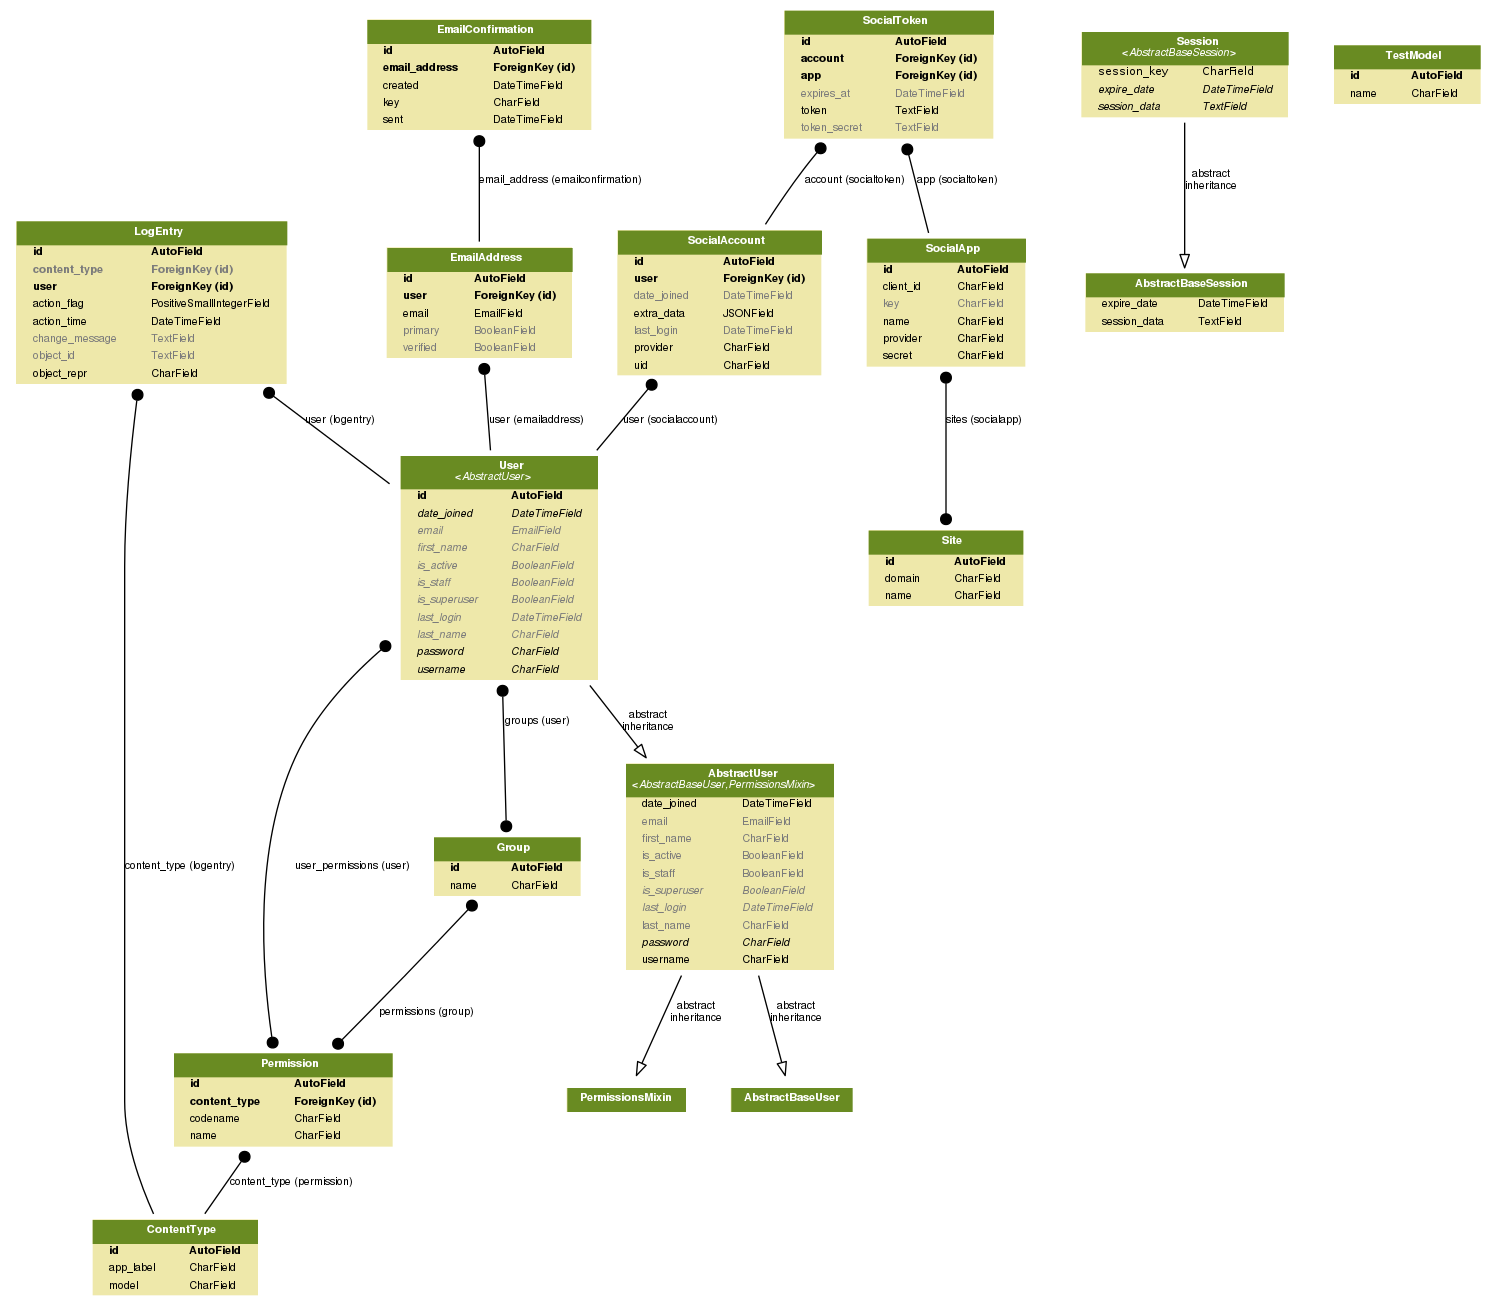 EmailConfirmation
id AutoField
email_address ForeignKey (id)
created DateTimeField
key CharField
sent DateTimeField
SocialToken
id AutoField
account ForeignKey (id)
app ForeignKey (id)
expires_at DateTimeField
token TextField
token_secret TextField
Session
<AbstractBaseSession>
session_key CharField
expire_date DateTimeField
session_data TextField
TestModel
id AutoField
name CharField
email_address (emailconfirmation)
account (socialtoken)
app (socialtoken)
abstract
inheritance
LogEntry
id AutoField
content_type ForeignKey (id)
user ForeignKey (id)
action_flag PositiveSmallIntegerField
action_time DateTimeField
change_message TextField
object_id TextField
object_repr CharField
EmailAddress
id AutoField
user ForeignKey (id)
email EmailField
primary BooleanField
verified BooleanField
SocialAccount
id AutoField
user ForeignKey (id)
date_joined DateTimeField
extra_data JSONField
last_login DateTimeField
provider CharField
uid CharField
SocialApp
id AutoField
client_id CharField
key CharField
name CharField
provider CharField
secret CharField
AbstractBaseSession
expire_date DateTimeField
session_data TextField
user (logentry)
user (emailaddress)
user (socialaccount)
sites (socialapp)
User
<AbstractUser>
id AutoField
date_joined DateTimeField
email EmailField
first_name CharField
is_active BooleanField
is_staff BooleanField
is_superuser BooleanField
last_login DateTimeField
last_name CharField
password CharField
username CharField
Site
id AutoField
domain CharField
name CharField
groups (user)
abstract
inheritance
AbstractUser
<AbstractBaseUser,PermissionsMixin>
date_joined DateTimeField
email EmailField
first_name CharField
is_active BooleanField
is_staff BooleanField
is_superuser BooleanField
last_login DateTimeField
last_name CharField
password CharField
username CharField
content_type (logentry)
user_permissions (user)
Group
id AutoField
name CharField
permissions (group)
abstract
inheritance
abstract
inheritance
Permission
id AutoField
content_type ForeignKey (id)
codename CharField
name CharField
PermissionsMixin
AbstractBaseUser
content_type (permission)
ContentType
id AutoField
app_label CharField
model CharField